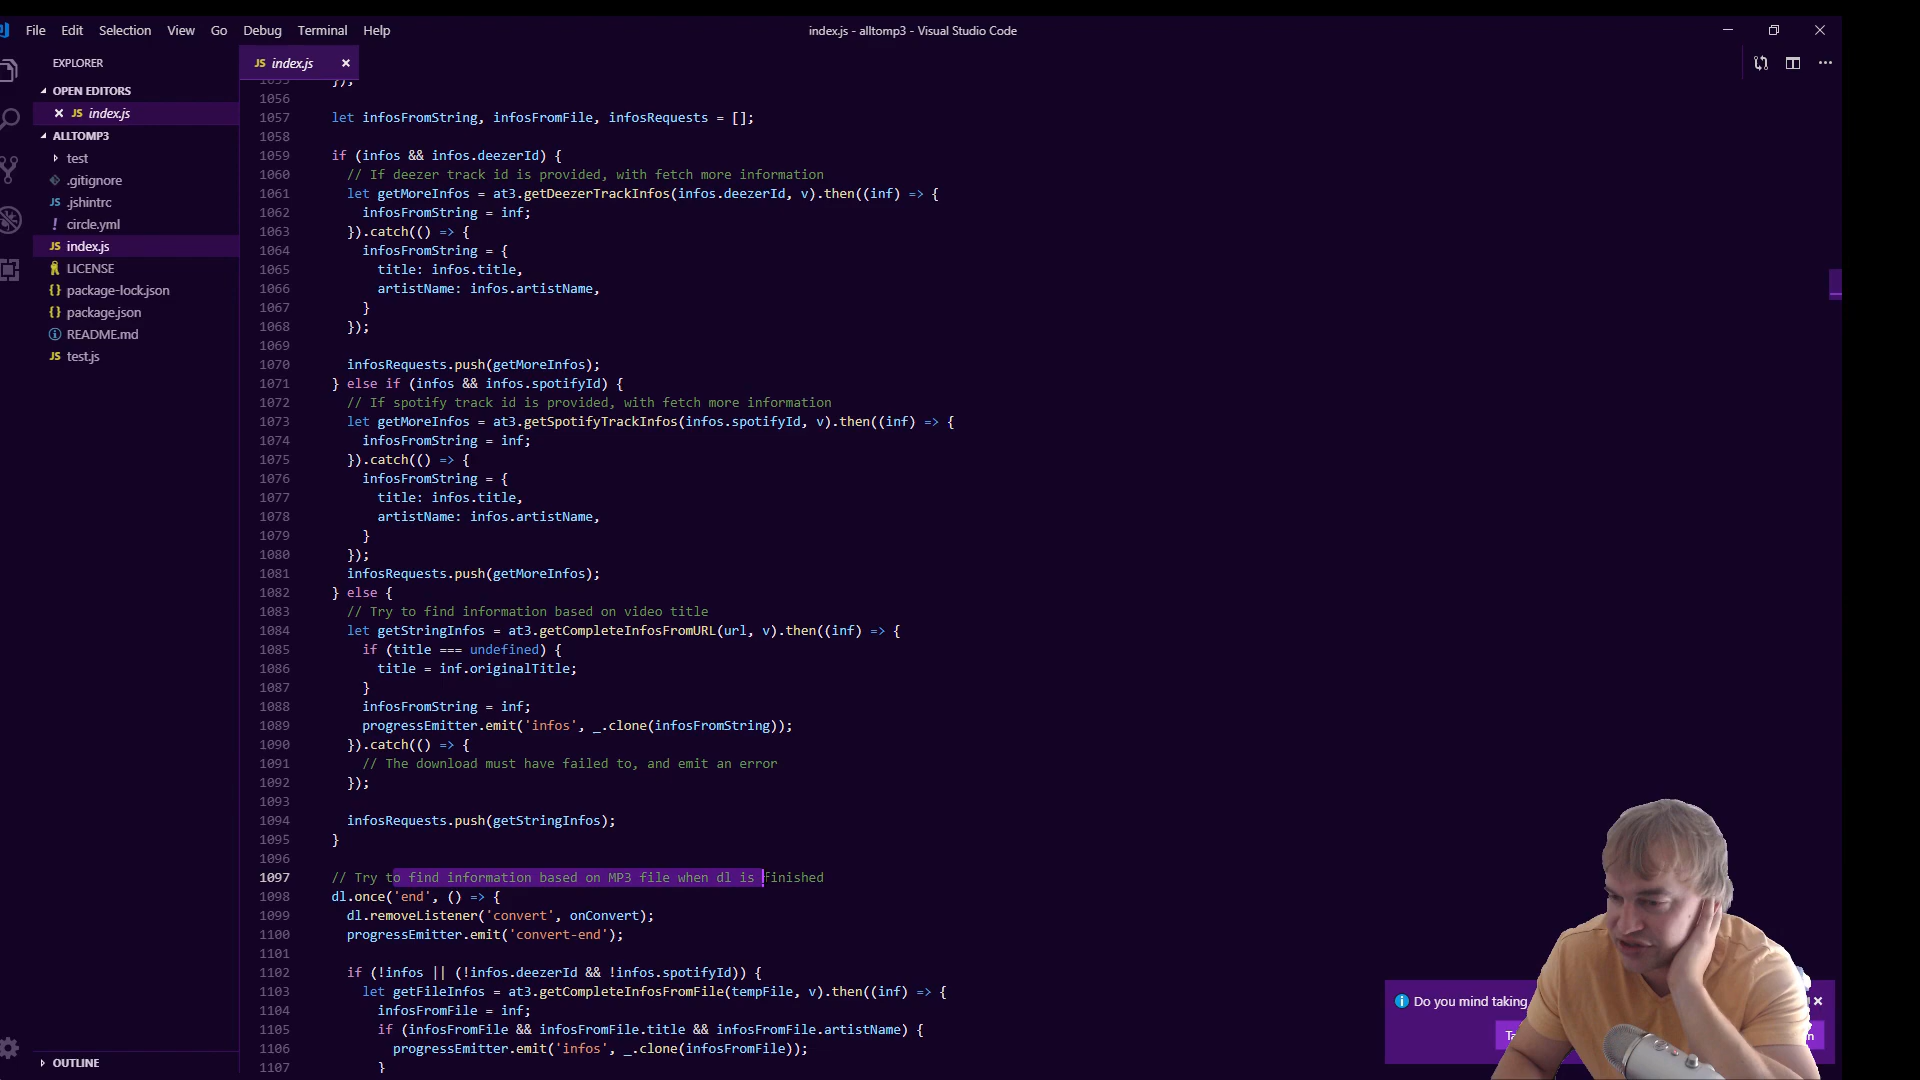 File Edit Selection View Go Debug Terminal Help
index.js - alltomp3 - Visual Studio Code
EXPLORER
OPEN EDITORS
JS index.js
ALLTOMP3
test
.gitignore
JS .jshintrc
! circle.yml
JS index.js
LICENSE
{} package-lock.json
{} package.json
README.md
JS test.js
OUTLINE
JS index.js
1055 });
1056
1057 let infosFromString, infosFromFile, infosRequests = [];
1058
1059 if (infos && infos.deezerId) {
1060 // If deezer track id is provided, with fetch more information
1061 let getMoreInfos = at3.getDeezerTrackInfos(infos.deezerId, v).then((inf) => {
1062 infosFromString = inf;
1063 }).catch(() => {
1064 infosFromString = {
1065 title: infos.title,
1066 artistName: infos.artistName,
1067 }
1068 });
1069
1070 infosRequests.push(getMoreInfos);
1071 } else if (infos && infos.spotifyId) {
1072 // If spotify track id is provided, with fetch more information
1073 let getMoreInfos = at3.getSpotifyTrackInfos(infos.spotifyId, v).then((inf) => {
1074 infosFromString = inf;
1075 }).catch(() => {
1076 infosFromString = {
1077 title: infos.title,
1078 artistName: infos.artistName,
1079 }
1080 });
1081 infosRequests.push(getMoreInfos);
1082 } else {
1083 // Try to find information based on video title
1084 let getStringInfos = at3.getCompleteInfosFromURL(url, v).then((inf) => {
1085 if (title === undefined) {
1086 title = inf.originalTitle;
1087 }
1088 infosFromString = inf;
1089 progressEmitter.emit('infos', _.clone(infosFromString));
1090 }).catch(() => {
1091 // The download must have failed to, and emit an error
1092 });
1093
1094 infosRequests.push(getStringInfos);
1095 }
1096
1097 // Try to find information based on MP3 file when dl is finished
1098 dl.once('end', () => {
1099 dl.removeListener('convert', onConvert);
1100 progressEmitter.emit('convert-end');
1101
1102 if (!infos || (!infos.deezerId && !infos.spotifyId)) {
1103 let getFileInfos = at3.getCompleteInfosFromFile(tempFile, v).then((inf) => {
1104 infosFromFile = inf;
1105 if (infosFromFile && infosFromFile.title && infosFromFile.artistName) {
1106 progressEmitter.emit('infos', _.clone(infosFromFile));
1107 }
Do you mind taking